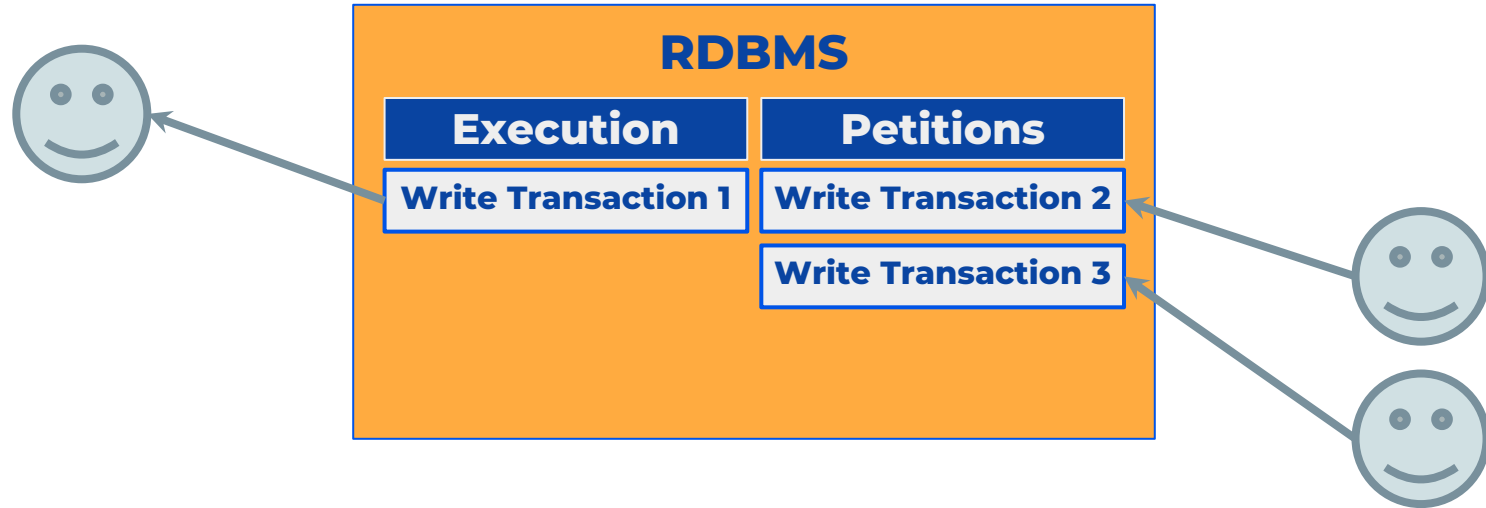 RDBMS
Execution
Petitions
Write Transaction 1
Write Transaction 2
Write Transaction 3